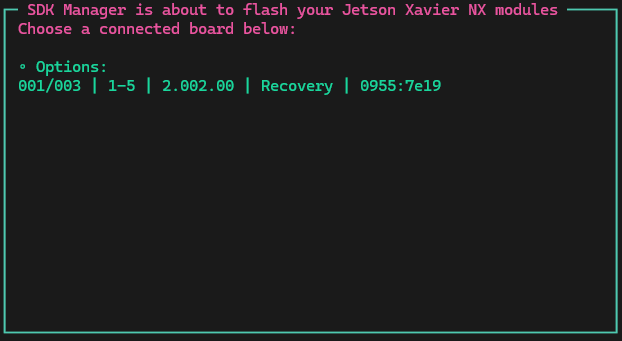 SDK Manager is about to flash your Jetson Xavier NX modules
Choose a connected board below:
∘ Options:
001/003 | 1-5 | 2.002.00 | Recovery | 0955:7e19